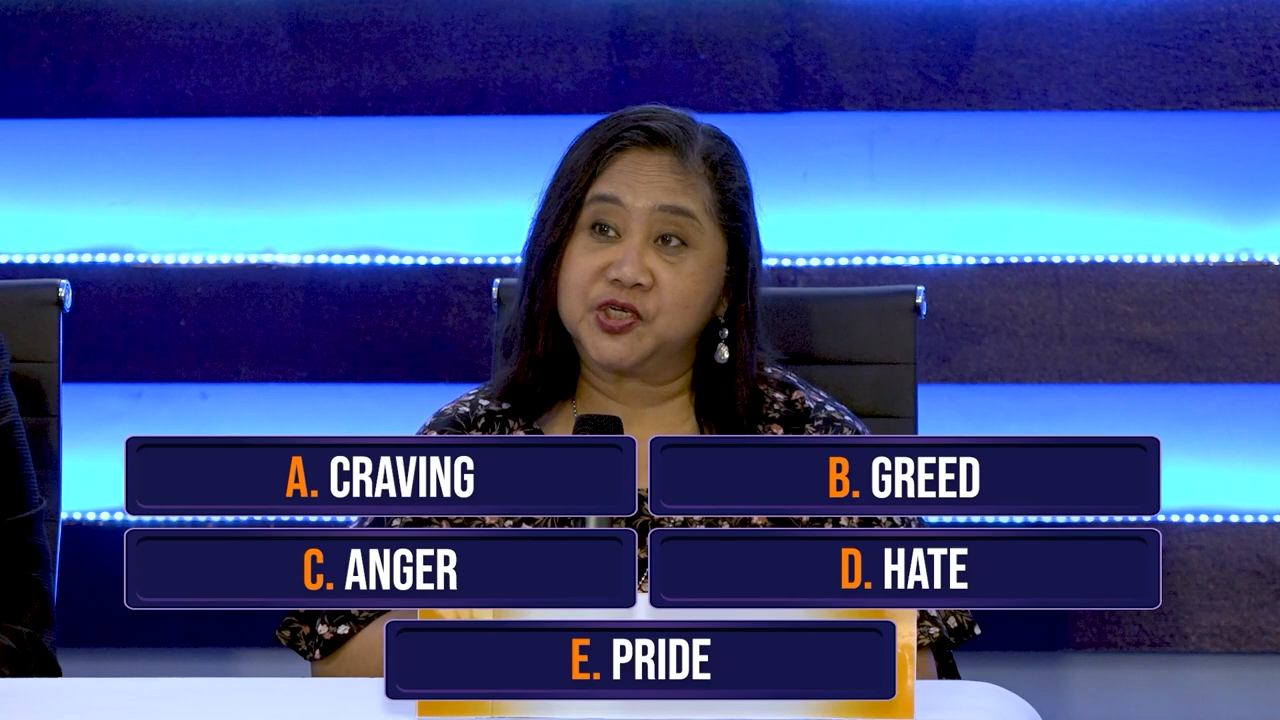 A. CRAVING
B. GREED
C. ANGER
D. HATE
E. PRIDE